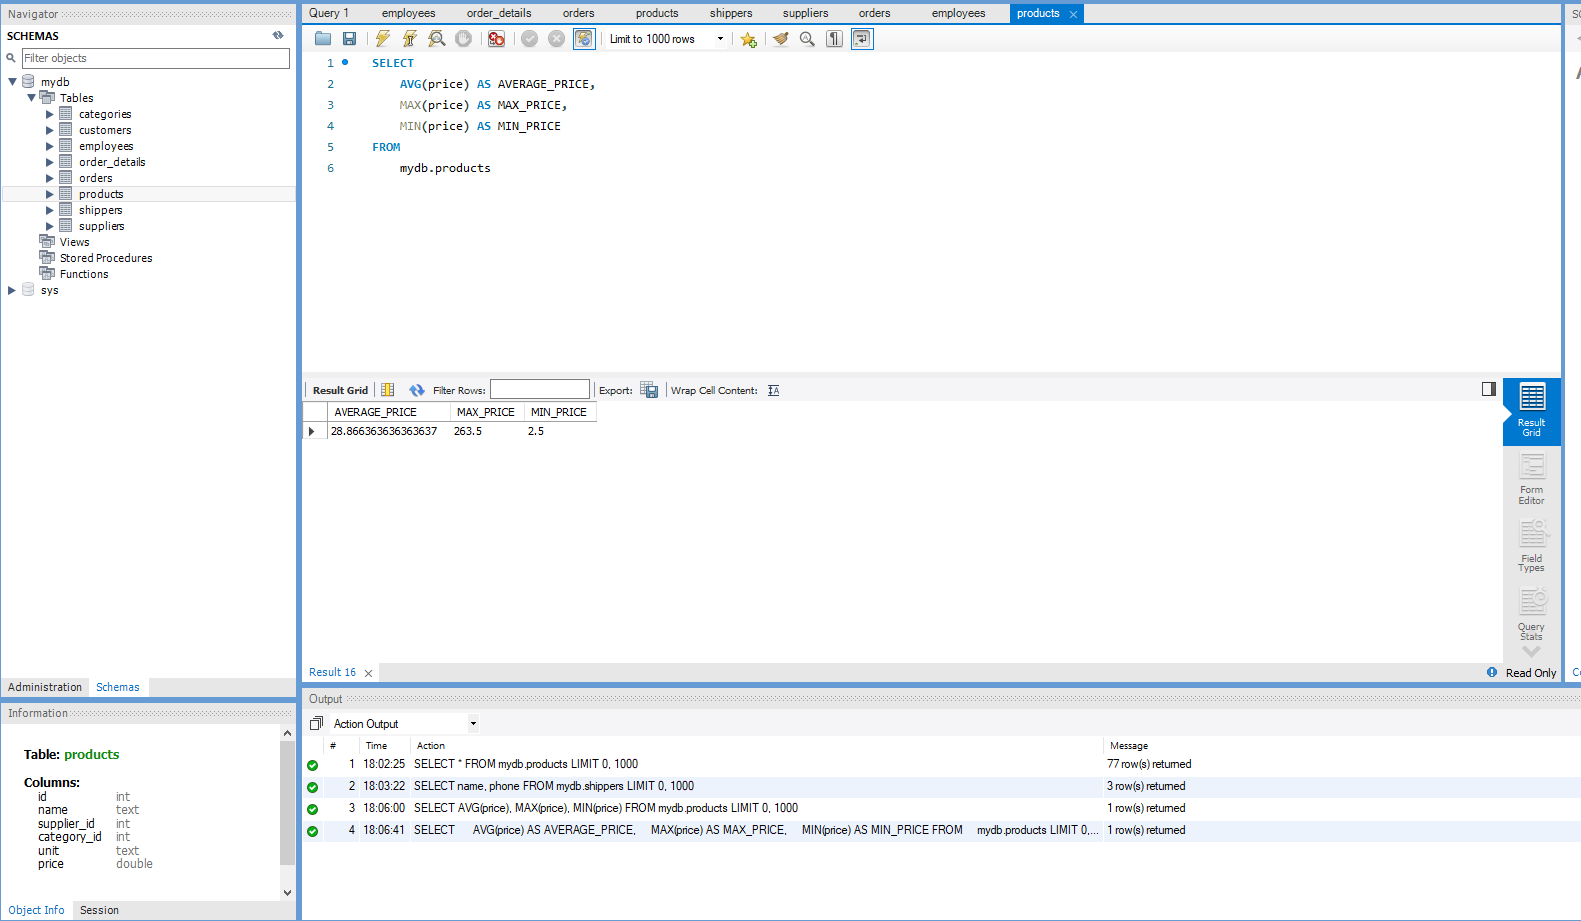 Navigator
SCHEMAS
Filter objects
mydb
Tables
categories
customers
employees
order_details
orders
products
shippers
suppliers
Views
Stored Procedures
Functions
sys
Administration Schemas
Information
Table: products
Columns:
id int
name text
supplier_id int
category_id int
unit text
price double
Object Info Session
Query 1 employees order_details orders products shippers suppliers orders employees products
Limit to 1000 rows
1 SELECT
2 AVG(price) AS AVERAGE_PRICE,
3 MAX(price) AS MAX_PRICE,
4 MIN(price) AS MIN_PRICE
5 FROM
6 mydb.products
Result Grid Filter Rows: Export: Wrap Cell Content:
AVERAGE_PRICE MAX_PRICE MIN_PRICE
28.866363636363637 263.5 2.5
Result
Grid
Form
Editor
Field
Types
Query
Stats
Result 16 Read Only
Output
Action Output
# Time Action Message
1 18:02:25 SELECT * FROM mydb.products LIMIT 0, 1000 77 row(s) returned
2 18:03:22 SELECT name, phone FROM mydb.shippers LIMIT 0, 1000 3 row(s) returned
3 18:06:00 SELECT AVG(price), MAX(price), MIN(price) FROM mydb.products LIMIT 0, 1000 1 row(s) returned
4 18:06:41 SELECT AVG(price) AS AVERAGE_PRICE, MAX(price) AS MAX_PRICE, MIN(price) AS MIN_PRICE FROM mydb.products LIMIT 0,... 1 row(s) returned